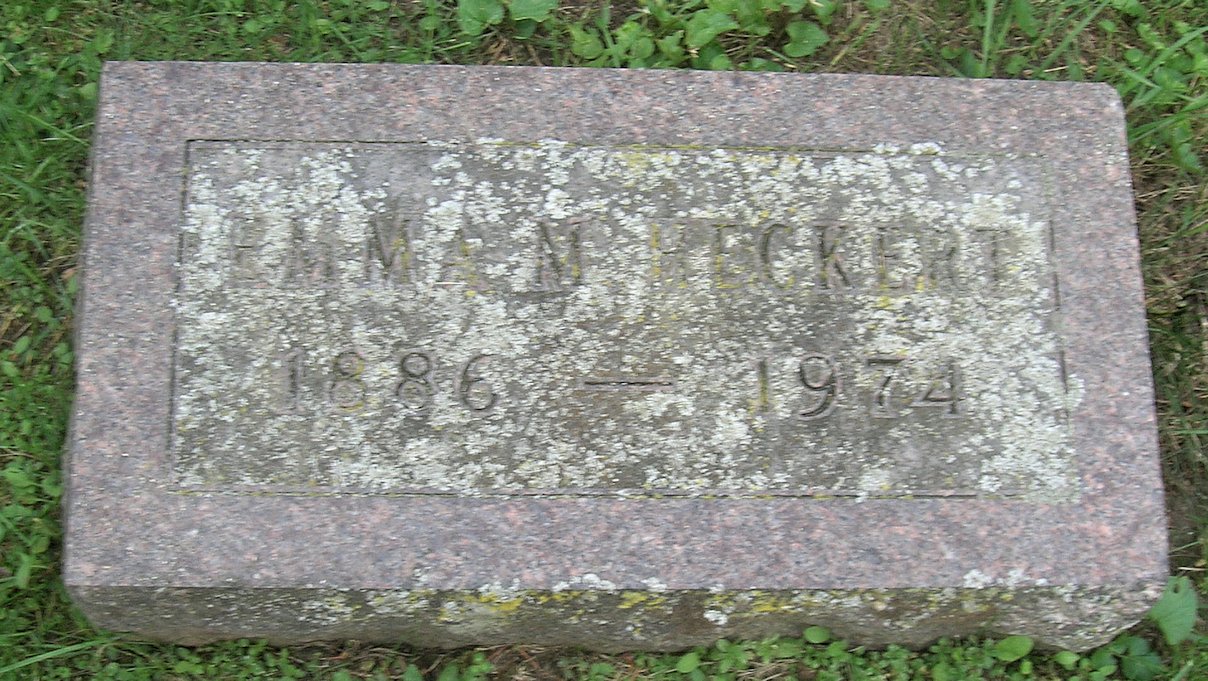 EMMA M HECKERT
1886 — 1974